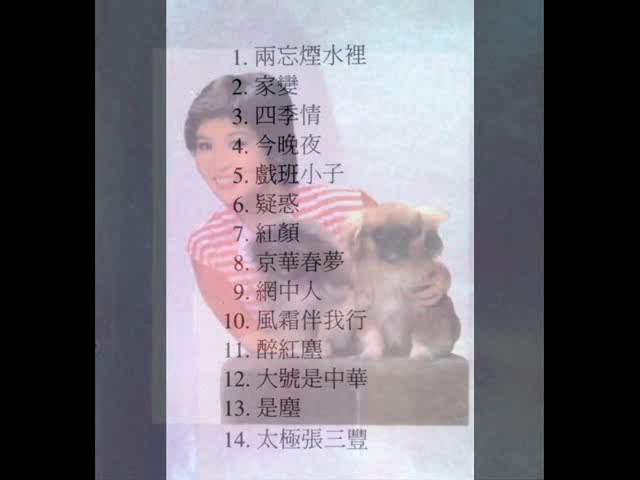 1. 兩忘煙水裡
2. 家變
3. 四季情
4. 今晚夜
5. 戲班小子
6. 疑惑
7. 紅顏
8. 京華春夢
9. 網中人
10. 風霜伴我行
11. 醉紅塵
12. 大號是中華
13. 是塵
14. 太極張三豐